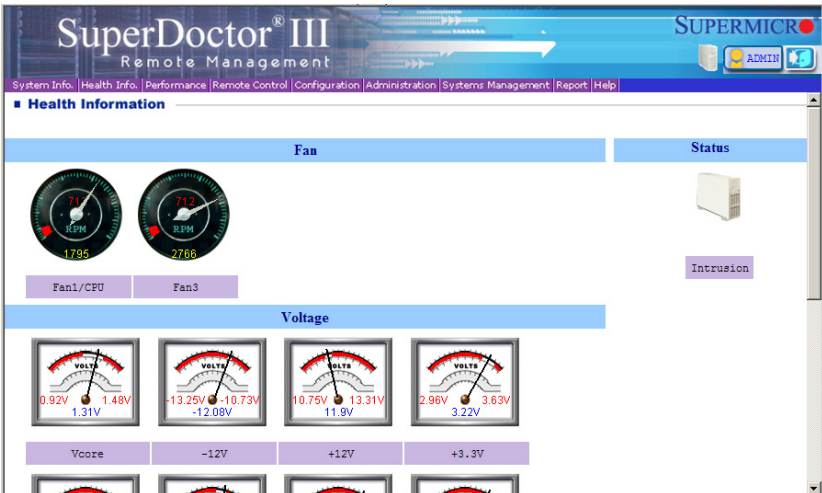 SuperDoctor® III
Remote Management
SUPERMICRO®
ADMIN
System Info. Health Info. Performance Remote Control Configuration Administration Systems Management Report Help
Health Information
Fan
Status
712 712
RPM RPM
1795 2766
Fan1/CPU Fan3
Intrusion
Voltage
VOLTS VOLTS VOLTS VOLTS
0.92V 1.48V -13.25V -10.73V 10.75V 13.31V 2.96V 3.63V
1.31V -12.08V 11.9V 3.22V
Vcore -12V +12V +3.3V